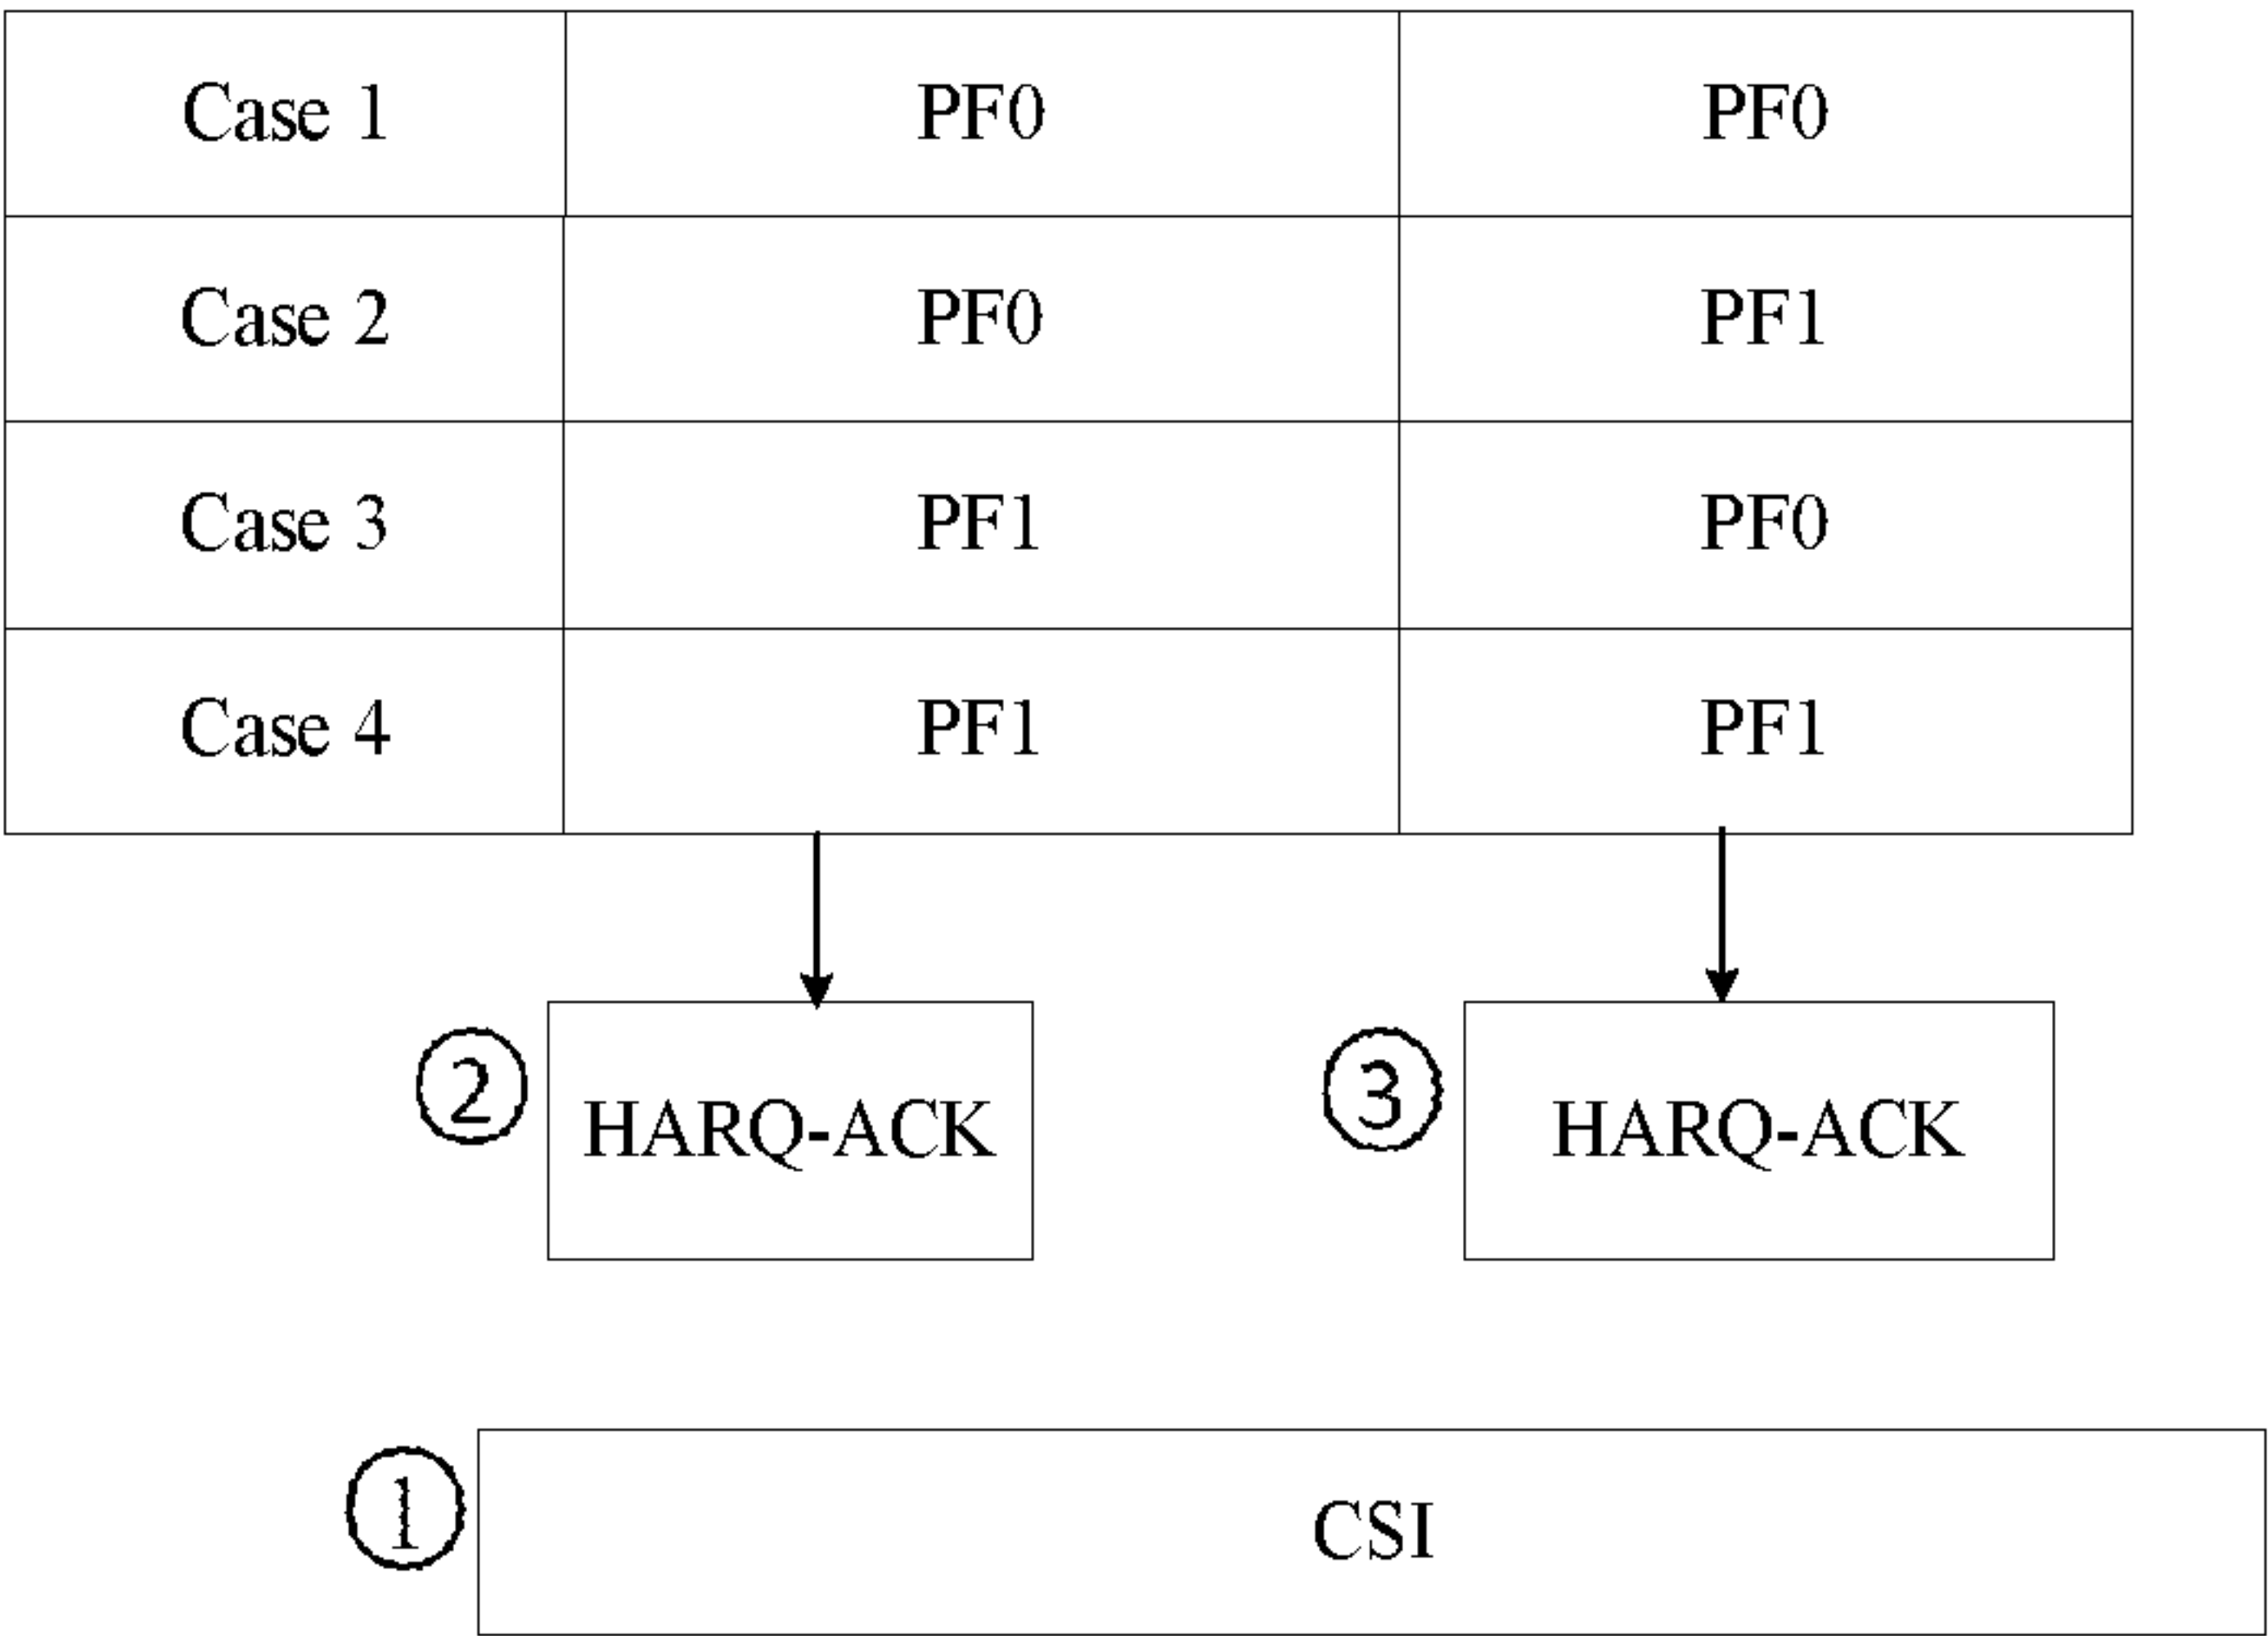 Case 1 PF0 PF0
Case 2 PF0 PF1
Case 3 PF1 PF0
Case 4 PF1 PF1
② HARQ-ACK ③ HARQ-ACK
① CSI